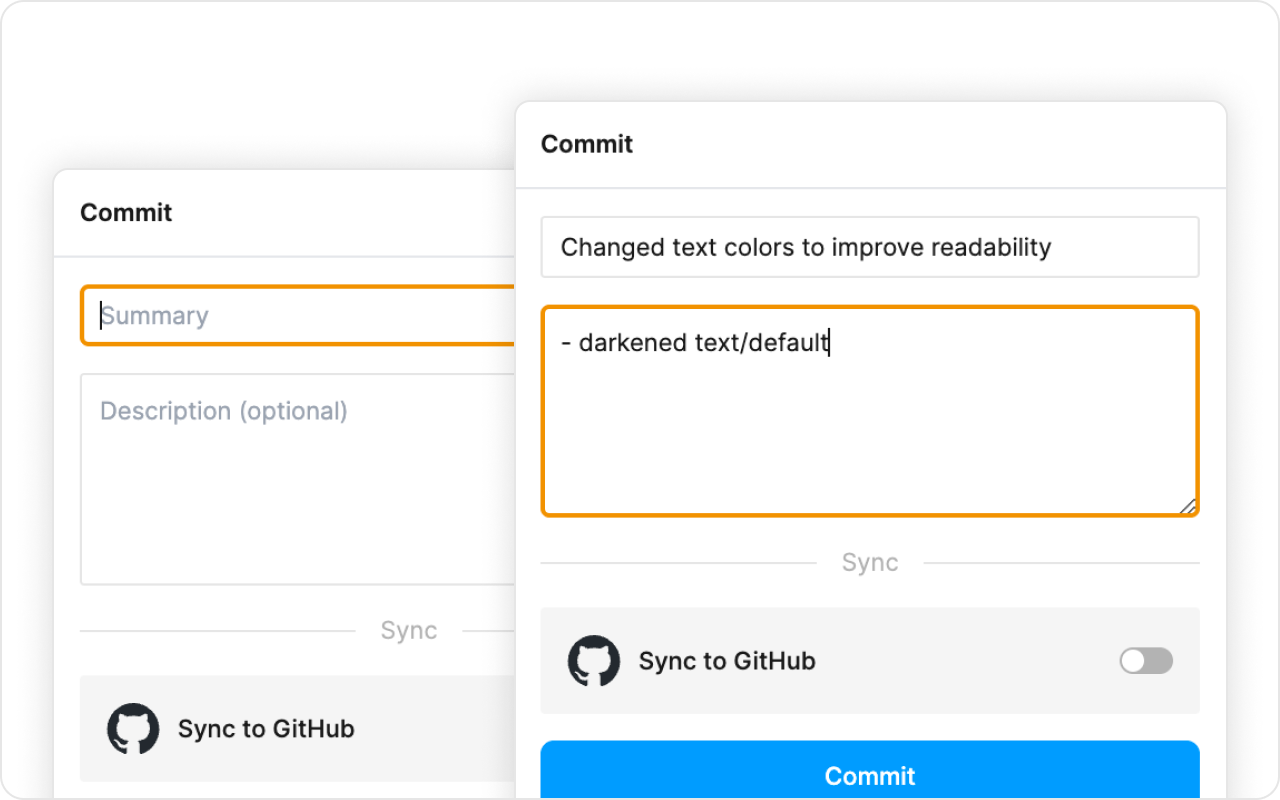 Commit
Summary
Description (optional)
Sync
Sync to GitHub
Commit
Changed text colors to improve readability
- darkened text/default
Sync
Sync to GitHub
Commit